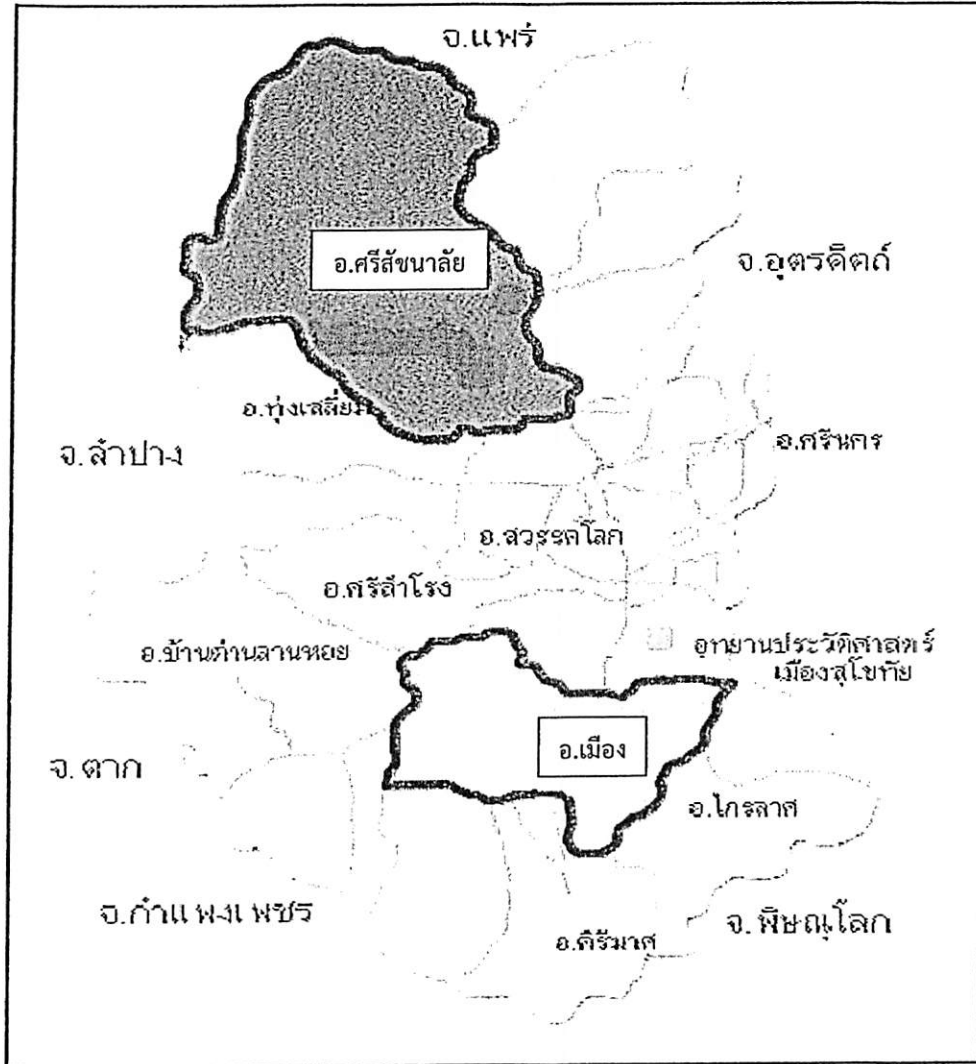 จ.แพร่
อ.ศรีสัชนาลัย
จ.อุตรดิตถ์
อ.ทุ่งเสลี่ยม
จ.ลำปาง
อ.ศรีนคร
อ.สวรรคโลก
อ.ศรีสำโรง
อ.บ้านด่านลานหอย
อุทยานประวัติศาสตร์
เมืองสุโขทัย
อ.เมือง
จ.ตาก
อ.ไกรลาศ
จ.กำแพงเพชร
อ.คิรีมาศ
จ.พิษณุโลก